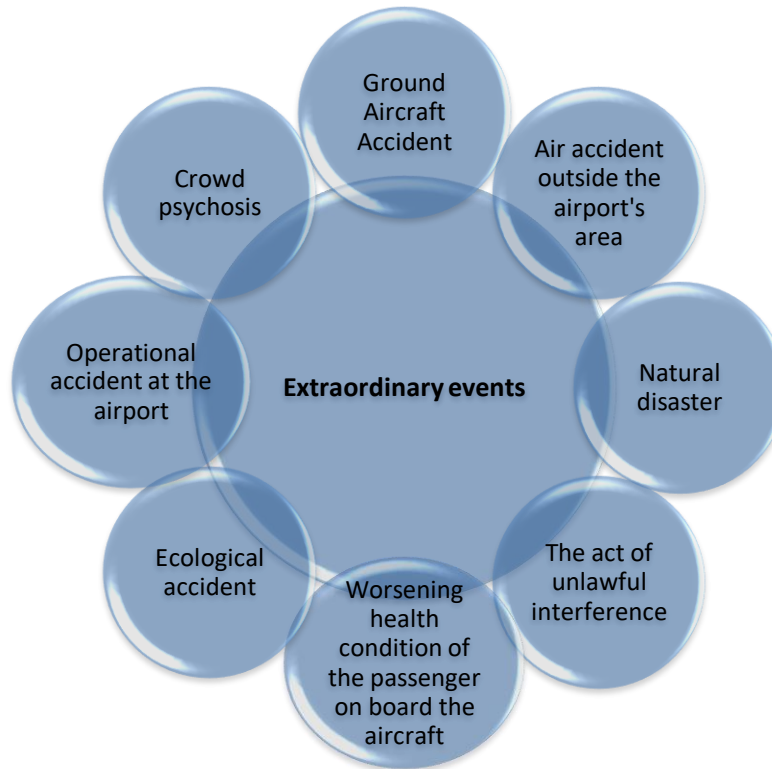 Ground
Aircraft
Accident
Air accident
outside the
airport's
area
Natural
disaster
The act of
unlawful
interference
Worsening
health
condition of
the passenger
on board the
aircraft
Ecological
accident
Operational
accident at the
airport
Crowd
psychosis
Extraordinary events